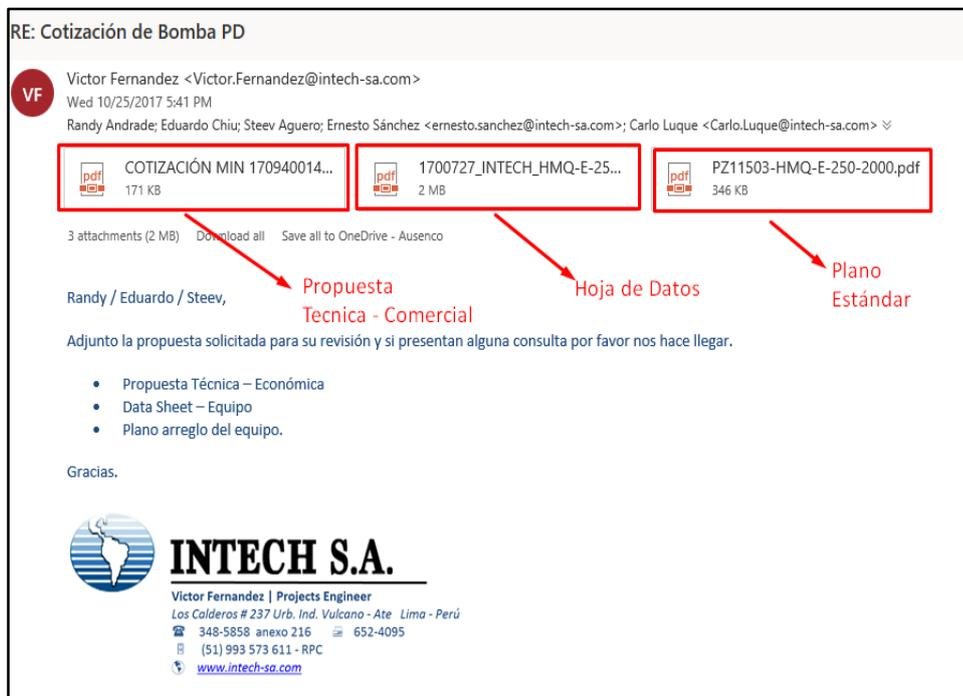 RE: Cotización de Bomba PD
VF
Victor Fernandez <Victor.Fernandez@intech-sa.com>
Wed 10/25/2017 5:41 PM
Randy Andrade; Eduardo Chiu; Steev Aguero; Ernesto Sánchez <ernesto.sanchez@intech-sa.com>; Carlo Luque <Carlo.Luque@intech-sa.com>
pdf
COTIZACIÓN MIN 170940014...
171 KB
pdf
1700727_INTECH_HMQ-E-25...
2 MB
pdf
PZ11503-HMQ-E-250-2000.pdf
346 KB
3 attachments (2 MB) Download all Save all to OneDrive - Ausenco
Propuesta
Tecnica - Comercial
Hoja de Datos
Plano
Estándar
Randy / Eduardo / Steev,
Adjunto la propuesta solicitada para su revisión y si presentan alguna consulta por favor nos hace llegar.
• Propuesta Técnica – Económica
• Data Sheet – Equipo
• Plano arreglo del equipo.
Gracias.
INTECH S.A.
Victor Fernandez | Projects Engineer
Los Calderos # 237 Urb. Ind. Vulcano - Ate Lima - Perú
348-5858 anexo 216 652-4095
(51) 993 573 611 - RPC
www.intech-sa.com